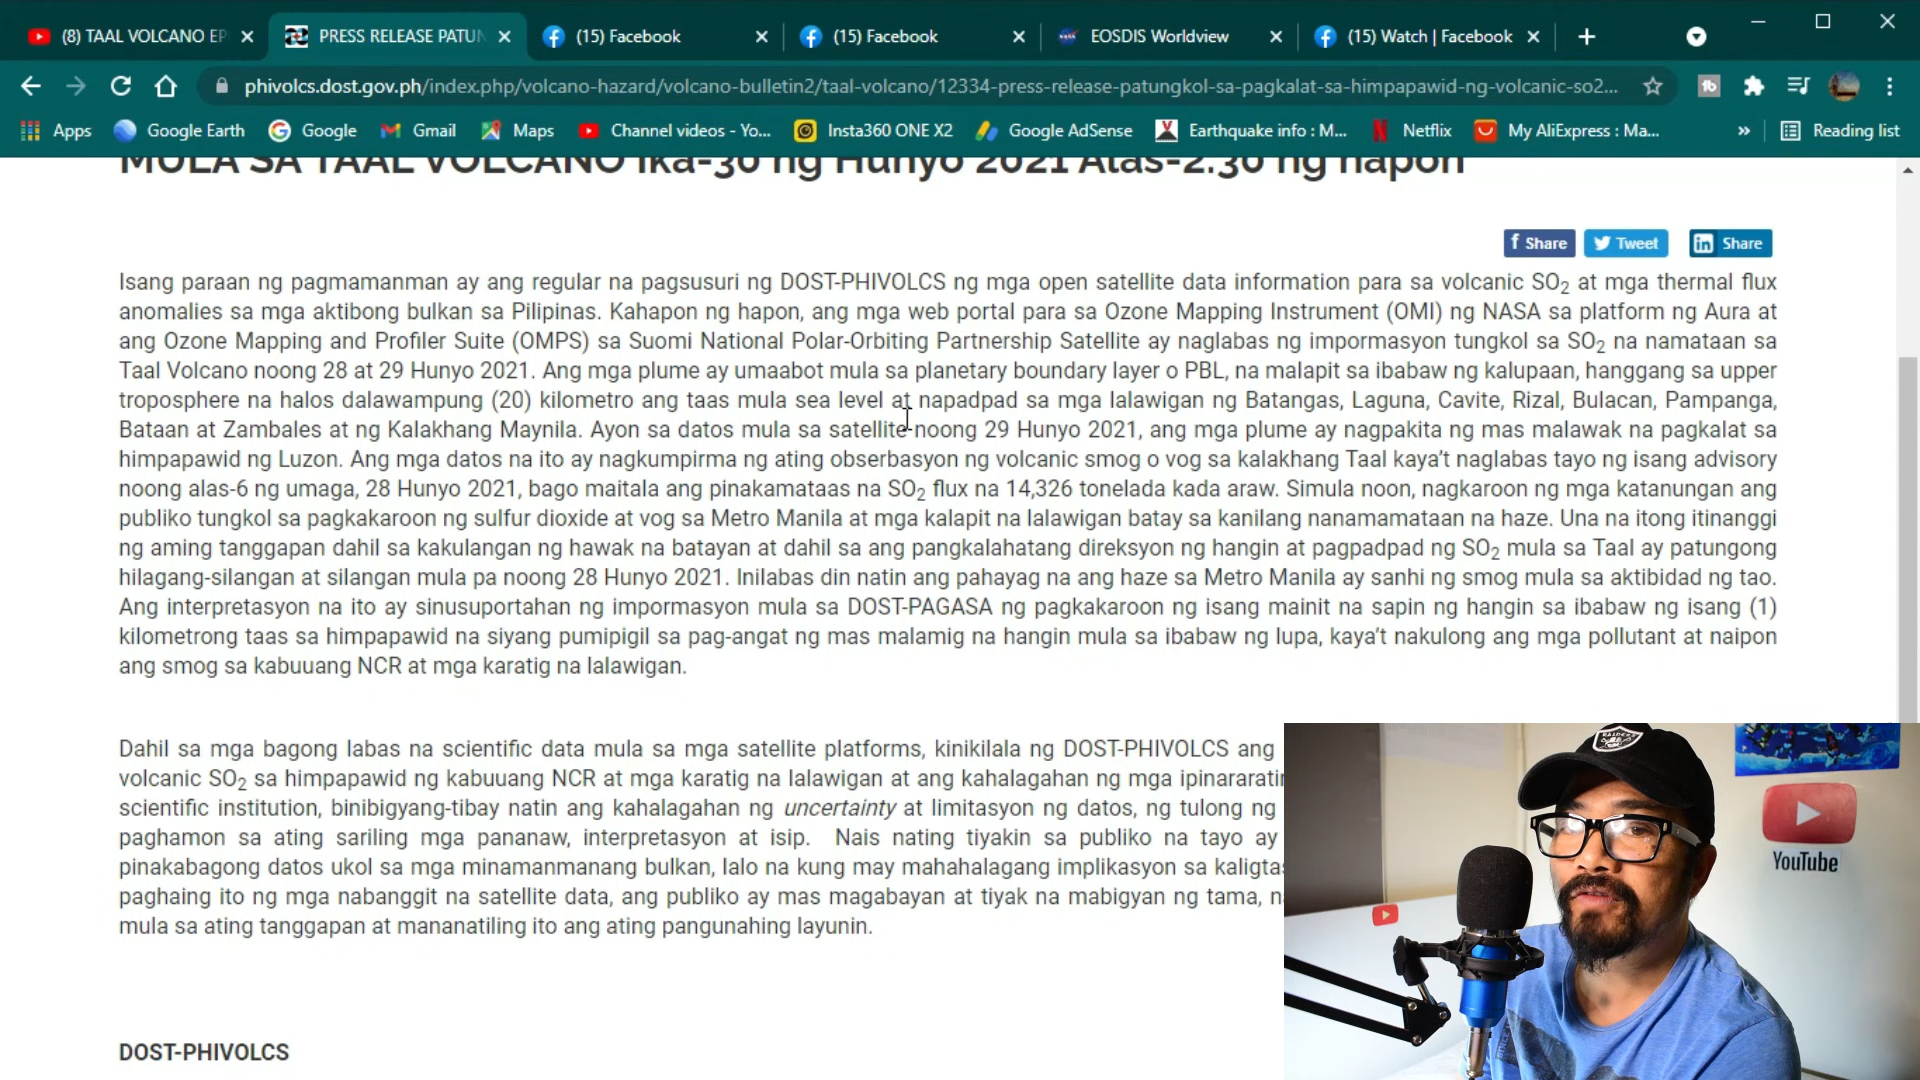 (8) TAAL VOLCANO EP
PRESS RELEASE PATUN
(15) Facebook
(15) Facebook
EOSDIS Worldview
(15) Watch | Facebook
phivolcs.dost.gov.ph/index.php/volcano-hazard/volcano-bulletin2/taal-volcano/12334-press-release-patungkol-sa-pagkalat-sa-himpapawid-ng-volcanic-so2...
Apps
Google Earth
Google
Gmail
Maps
Channel videos - Yo...
Insta360 ONE X2
Google AdSense
Earthquake info : M...
Netflix
My AliExpress : Ma...
»
Reading list
MULA SA TAAL VOLCANO Ika-30 ng Hunyo 2021 Alas-2:30 ng hapon
Share
Tweet
Share
Isang paraan ng pagmamanman ay ang regular na pagsusuri ng DOST-PHIVOLCS ng mga open satellite data information para sa volcanic SO2 at mga thermal flux
anomalies sa mga aktibong bulkan sa Pilipinas. Kahapon ng hapon, ang mga web portal para sa Ozone Mapping Instrument (OMI) ng NASA sa platform ng Aura at
ang Ozone Mapping and Profiler Suite (OMPS) sa Suomi National Polar-Orbiting Partnership Satellite ay naglabas ng impormasyon tungkol sa SO2 na namataan sa
Taal Volcano noong 28 at 29 Hunyo 2021. Ang mga plume ay umaabot mula sa planetary boundary layer o PBL, na malapit sa ibabaw ng kalupaan, hanggang sa upper
troposphere na halos dalawampung (20) kilometro ang taas mula sea level at napadpad sa mga lalawigan ng Batangas, Laguna, Cavite, Rizal, Bulacan, Pampanga,
Bataan at Zambales at ng Kalakhang Maynila. Ayon sa datos mula sa satellite noong 29 Hunyo 2021, ang mga plume ay nagpakita ng mas malawak na pagkalat sa
himpapawid ng Luzon. Ang mga datos na ito ay nagkumpirma ng ating obserbasyon ng volcanic smog o vog sa kalakhang Taal kaya't naglabas tayo ng isang advisory
noong alas-6 ng umaga, 28 Hunyo 2021, bago maitala ang pinakamataas na SO2 flux na 14,326 tonelada kada araw. Simula noon, nagkaroon ng mga katanungan ang
publiko tungkol sa pagkakaroon ng sulfur dioxide at vog sa Metro Manila at mga kalapit na lalawigan batay sa kanilang nanamamataan na haze. Una na itong itinanggi
ng aming tanggapan dahil sa kakulangan ng hawak na batayan at dahil sa ang pangkalahatang direksyon ng hangin at pagpadpad ng SO2 mula sa Taal ay patungong
hilagang-silangan at silangan mula pa noong 28 Hunyo 2021. Inilabas din natin ang pahayag na ang haze sa Metro Manila ay sanhi ng smog mula sa aktibidad ng tao.
Ang interpretasyon na ito ay sinusuportahan ng impormasyon mula sa DOST-PAGASA ng pagkakaroon ng isang mainit na sapin ng hangin sa ibabaw ng isang (1)
kilometrong taas sa himpapawid na siyang pumipigil sa pag-angat ng mas malamig na hangin mula sa ibabaw ng lupa, kaya't nakulong ang mga pollutant at naipon
ang smog sa kabuuang NCR at mga karatig na lalawigan.
Dahil sa mga bagong labas na scientific data mula sa mga satellite platforms, kinikilala ng DOST-PHIVOLCS ang
volcanic SO2 sa himpapawid ng kabuuang NCR at mga karatig na lalawigan at ang kahalagahan ng mga ipinararatin
scientific institution, binibigyang-tibay natin ang kahalagahan ng uncertainty at limitasyon ng datos, ng tulong ng
paghamon sa ating sariling mga pananaw, interpretasyon at isip. Nais nating tiyakin sa publiko na tayo ay
pinakabagong datos ukol sa mga minamanmanang bulkan, lalo na kung may mahahalagang implikasyon sa kaligtas
paghaing ito ng mga nabanggit na satellite data, ang publiko ay mas magabayan at tiyak na mabigyan ng tama, n
mula sa ating tanggapan at mananatiling ito ang ating pangunahing layunin.
DOST-PHIVOLCS
RAIDERS
YouTube